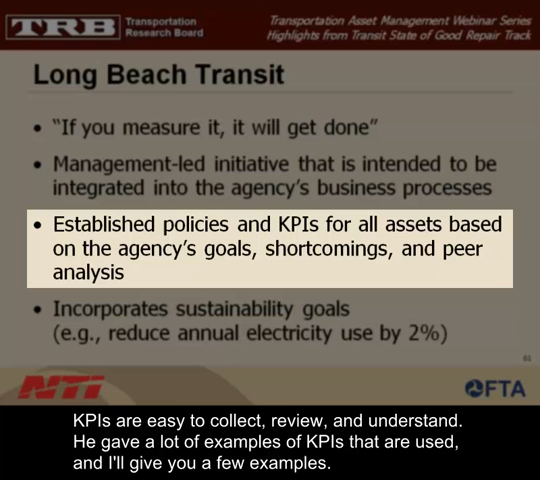 TRB Transportation Research Board
Transportation Asset Management Webinar Series
Highlights from Transit State of Good Repair Track
Long Beach Transit
• "If you measure it, it will get done"
• Management-led initiative that is intended to be
integrated into the agency's business processes
• Established policies and KPIs for all assets based
on the agency's goals, shortcomings, and peer
analysis
• Incorporates sustainability goals
(e.g., reduce annual electricity use by 2%)
61
NTI
FTA
KPIs are easy to collect, review, and understand.
He gave a lot of examples of KPIs that are used,
and I'll give you a few examples.